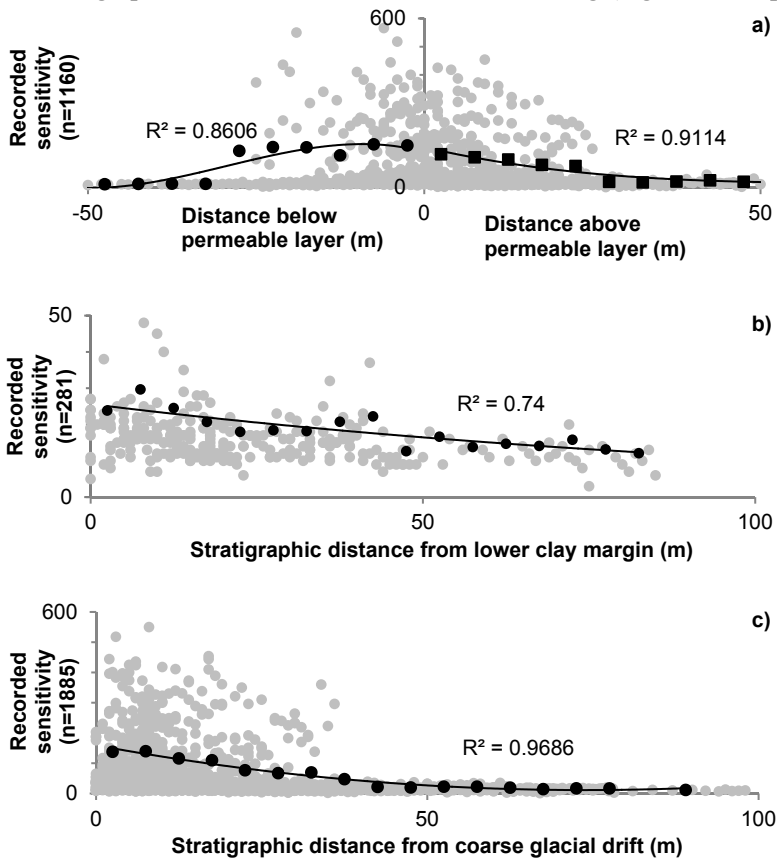 600
a)
Recorded
sensitivity
(n=1160)
R² = 0.8606
R² = 0.9114
0
-50
0
50
Distance below
permeable layer (m)
Distance above
permeable layer (m)
50
b)
Recorded
sensitivity
(n=281)
R² = 0.74
0
0
50
100
Stratigraphic distance from lower clay margin (m)
600
c)
Recorded
sensitivity
(n=1885)
R² = 0.9686
0
0
50
100
Stratigraphic distance from coarse glacial drift (m)